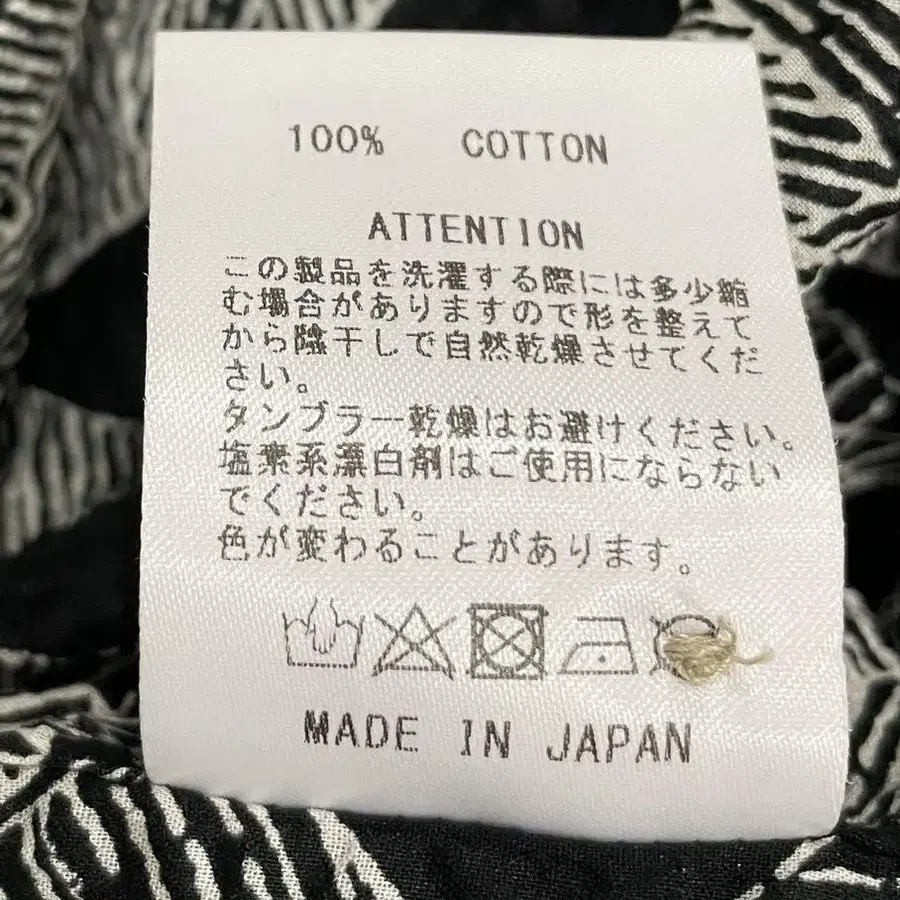 100% COTTON
ATTENTION
この製品を洗濯する際には多少縮
む場合がありますので形を整えて
から陰干しで自然乾燥させてくだ
さい。
タンブラー乾燥はお避けください。
塩素系漂白剤はご使用にならない
でください。
色が変わることがあります。
MADE IN JAPAN